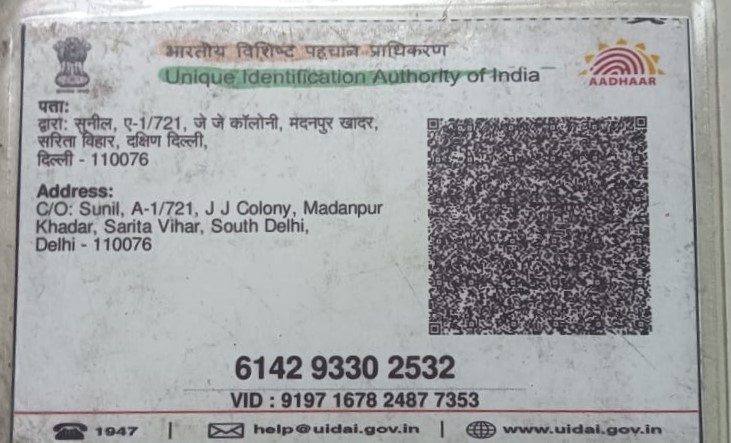 भारतीय विशिष्ट पहचान प्राधिकरण
Unique Identification Authority of India
AADHAAR
पता:
द्वारा: सुनील, ए-1/721, जे जे कॉलोनी, मदनपुर खादर,
सरिता विहार, दक्षिण दिल्ली,
दिल्ली - 110076
Address:
C/O: Sunil, A-1/721, J J Colony, Madanpur
Khadar, Sarita Vihar, South Delhi,
Delhi - 110076
6142 9330 2532
VID : 9197 1678 2487 7353
1947 | help@uidai.gov.in | www.uidai.gov.in